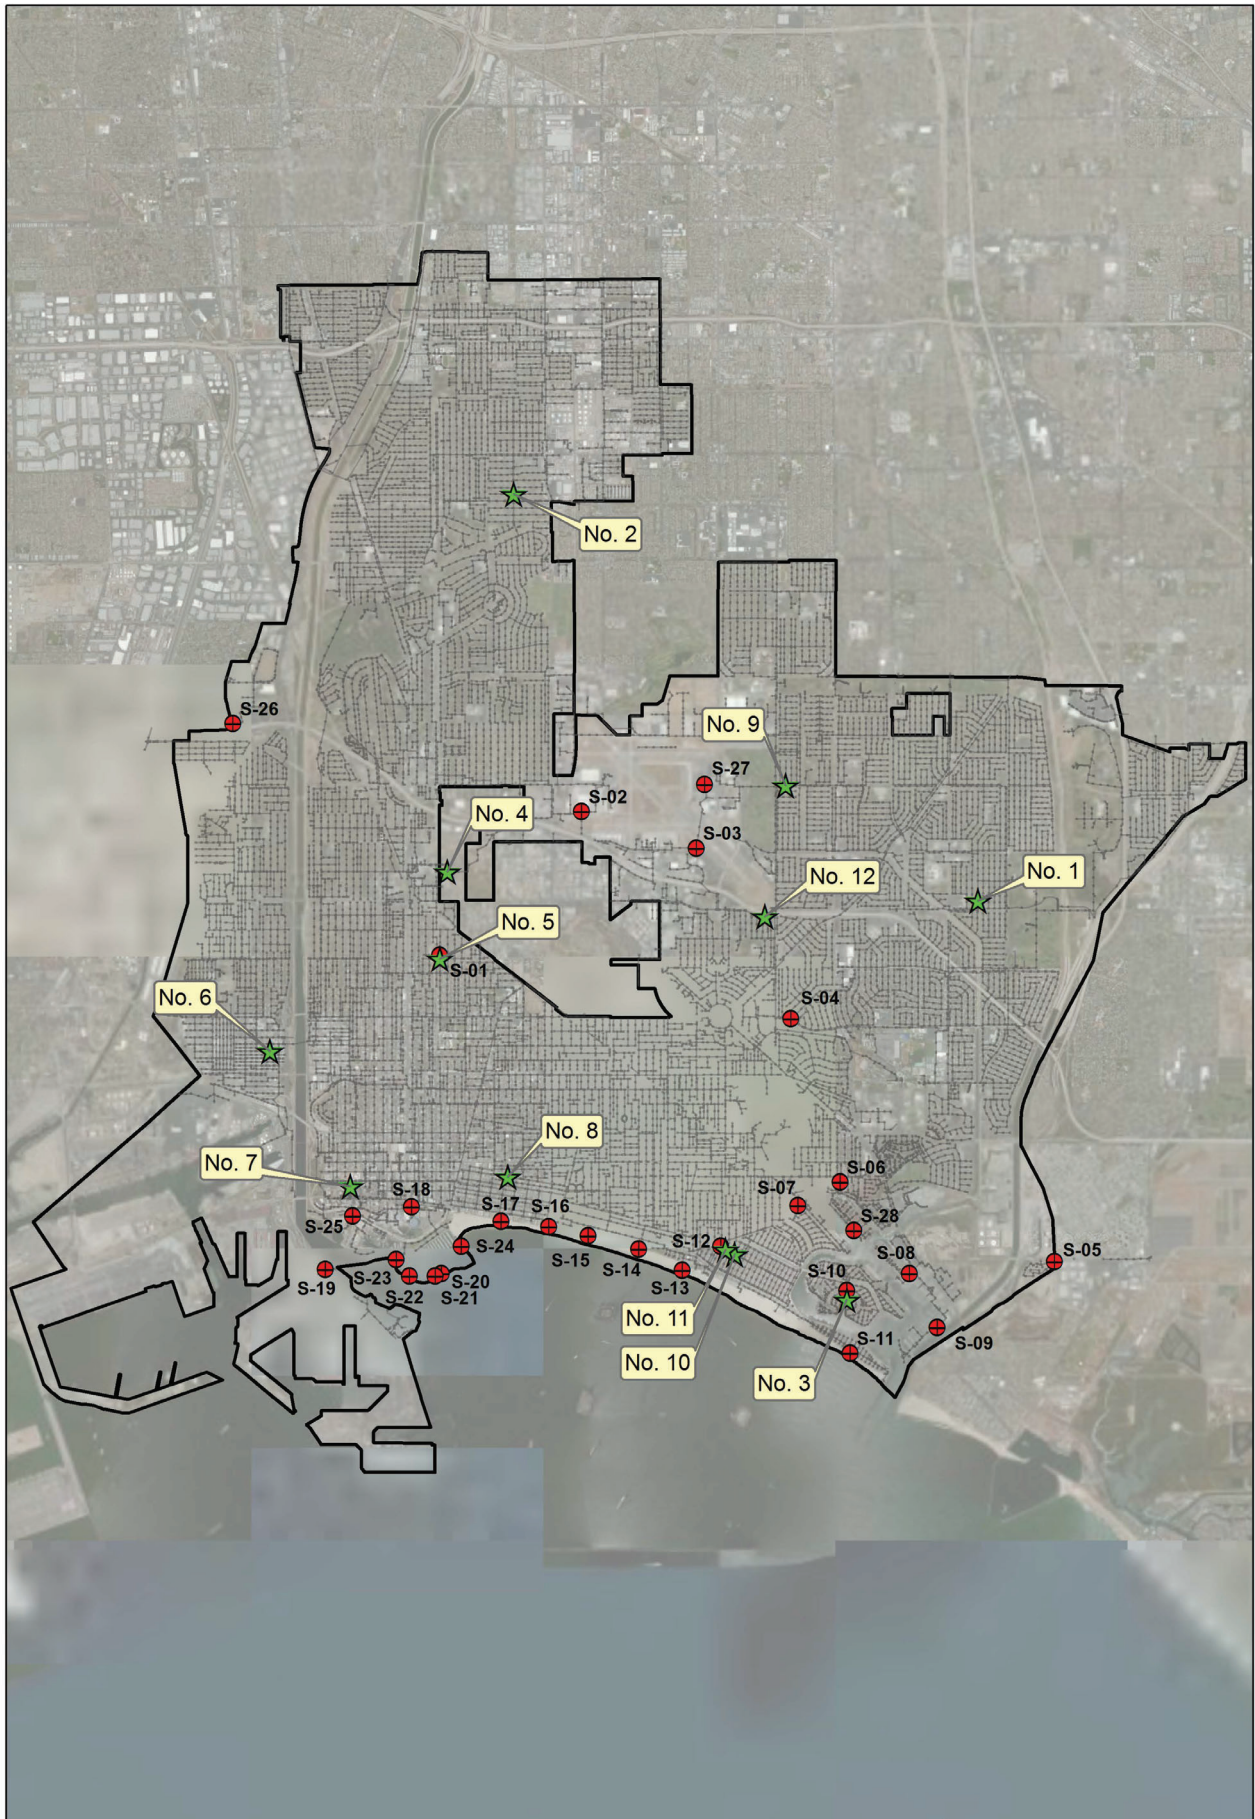 No. 2
S-26
No. 9
S-27
S-02
No. 4
S-03
No. 12
No. 1
No. 5
S-01
No. 6
S-04
No. 8
No. 7
S-06
S-07
S-18
S-17
S-16
S-25
S-28
S-12
S-24
S-15
S-14
S-08
S-05
S-23
S-19
S-13
S-20
S-10
S-22
S-21
No. 11
S-09
S-11
No. 10
No. 3